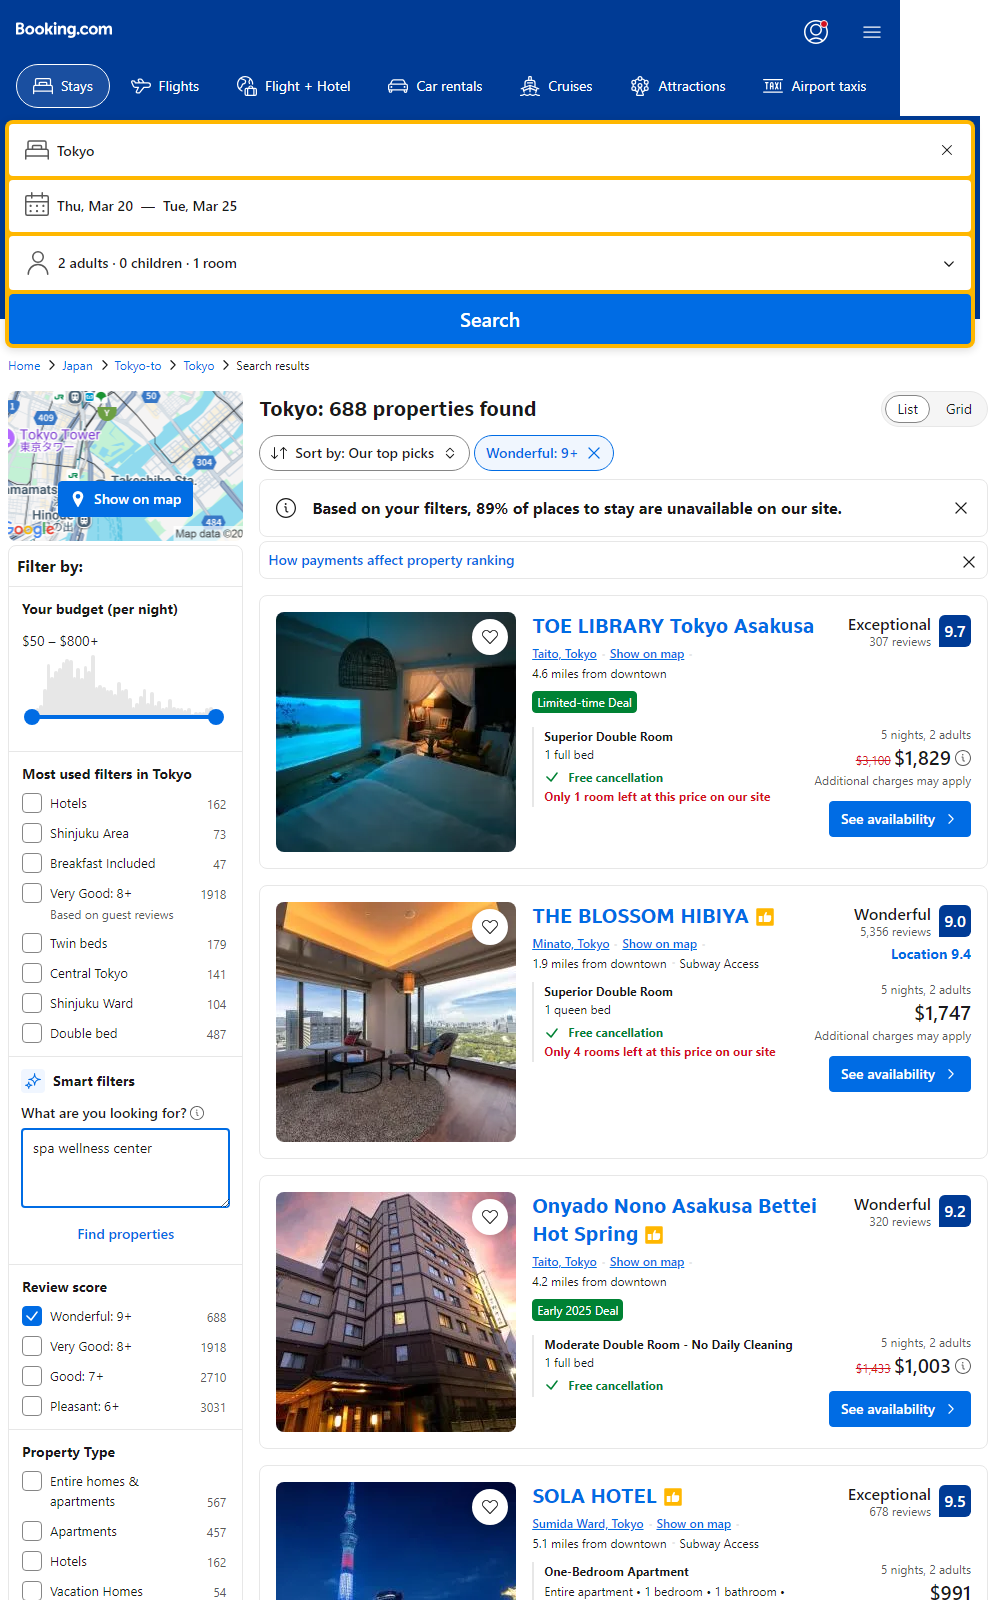 Booking.com
Stays
Flights
Flight + Hotel
Car rentals
Cruises
Attractions
TAXI
Airport taxis
Tokyo
Thu, Mar 20 — Tue, Mar 25
2 adults · 0 children · 1 room
Search
Home
Japan
Tokyo-to
Tokyo
Search results
50
1
409
Y
Tokyo Tower
東京タワー
304
Takeshiba Sta.
Show on map
484
Google
Map data ©20
Filter by:
Your budget (per night)
$50 – $800+
Most used filters in Tokyo
Hotels 162
Shinjuku Area 73
Breakfast Included 47
Very Good: 8+ 1918
Based on guest reviews
Twin beds 179
Central Tokyo 141
Shinjuku Ward 104
Double bed 487
Smart filters
What are you looking for?
spa wellness center
Find properties
Review score
Wonderful: 9+ 688
Very Good: 8+ 1918
Good: 7+ 2710
Pleasant: 6+ 3031
Property Type
Entire homes &
apartments 567
Apartments 457
Hotels 162
Vacation Homes 54
Tokyo: 688 properties found
List
Grid
Sort by: Our top picks
Wonderful: 9+
Based on your filters, 89% of places to stay are unavailable on our site.
How payments affect property ranking
TOE LIBRARY Tokyo Asakusa
Exceptional
307 reviews
9.7
Taito, Tokyo · Show on map ·
4.6 miles from downtown
Limited-time Deal
Superior Double Room
1 full bed
Free cancellation
Only 1 room left at this price on our site
5 nights, 2 adults
$3,100 $1,829
Additional charges may apply
See availability
THE BLOSSOM HIBIYA
Wonderful
5,356 reviews
9.0
Location 9.4
Minato, Tokyo · Show on map ·
1.9 miles from downtown · Subway Access
Superior Double Room
1 queen bed
Free cancellation
Only 4 rooms left at this price on our site
5 nights, 2 adults
$1,747
Additional charges may apply
See availability
Onyado Nono Asakusa Bettei
Hot Spring
Wonderful
320 reviews
9.2
Taito, Tokyo · Show on map ·
4.2 miles from downtown
Early 2025 Deal
Moderate Double Room - No Daily Cleaning
1 full bed
Free cancellation
5 nights, 2 adults
$1,433 $1,003
See availability
SOLA HOTEL
Exceptional
678 reviews
9.5
Sumida Ward, Tokyo · Show on map ·
5.1 miles from downtown · Subway Access
One-Bedroom Apartment
Entire apartment • 1 bedroom • 1 bathroom •
5 nights, 2 adults
$991